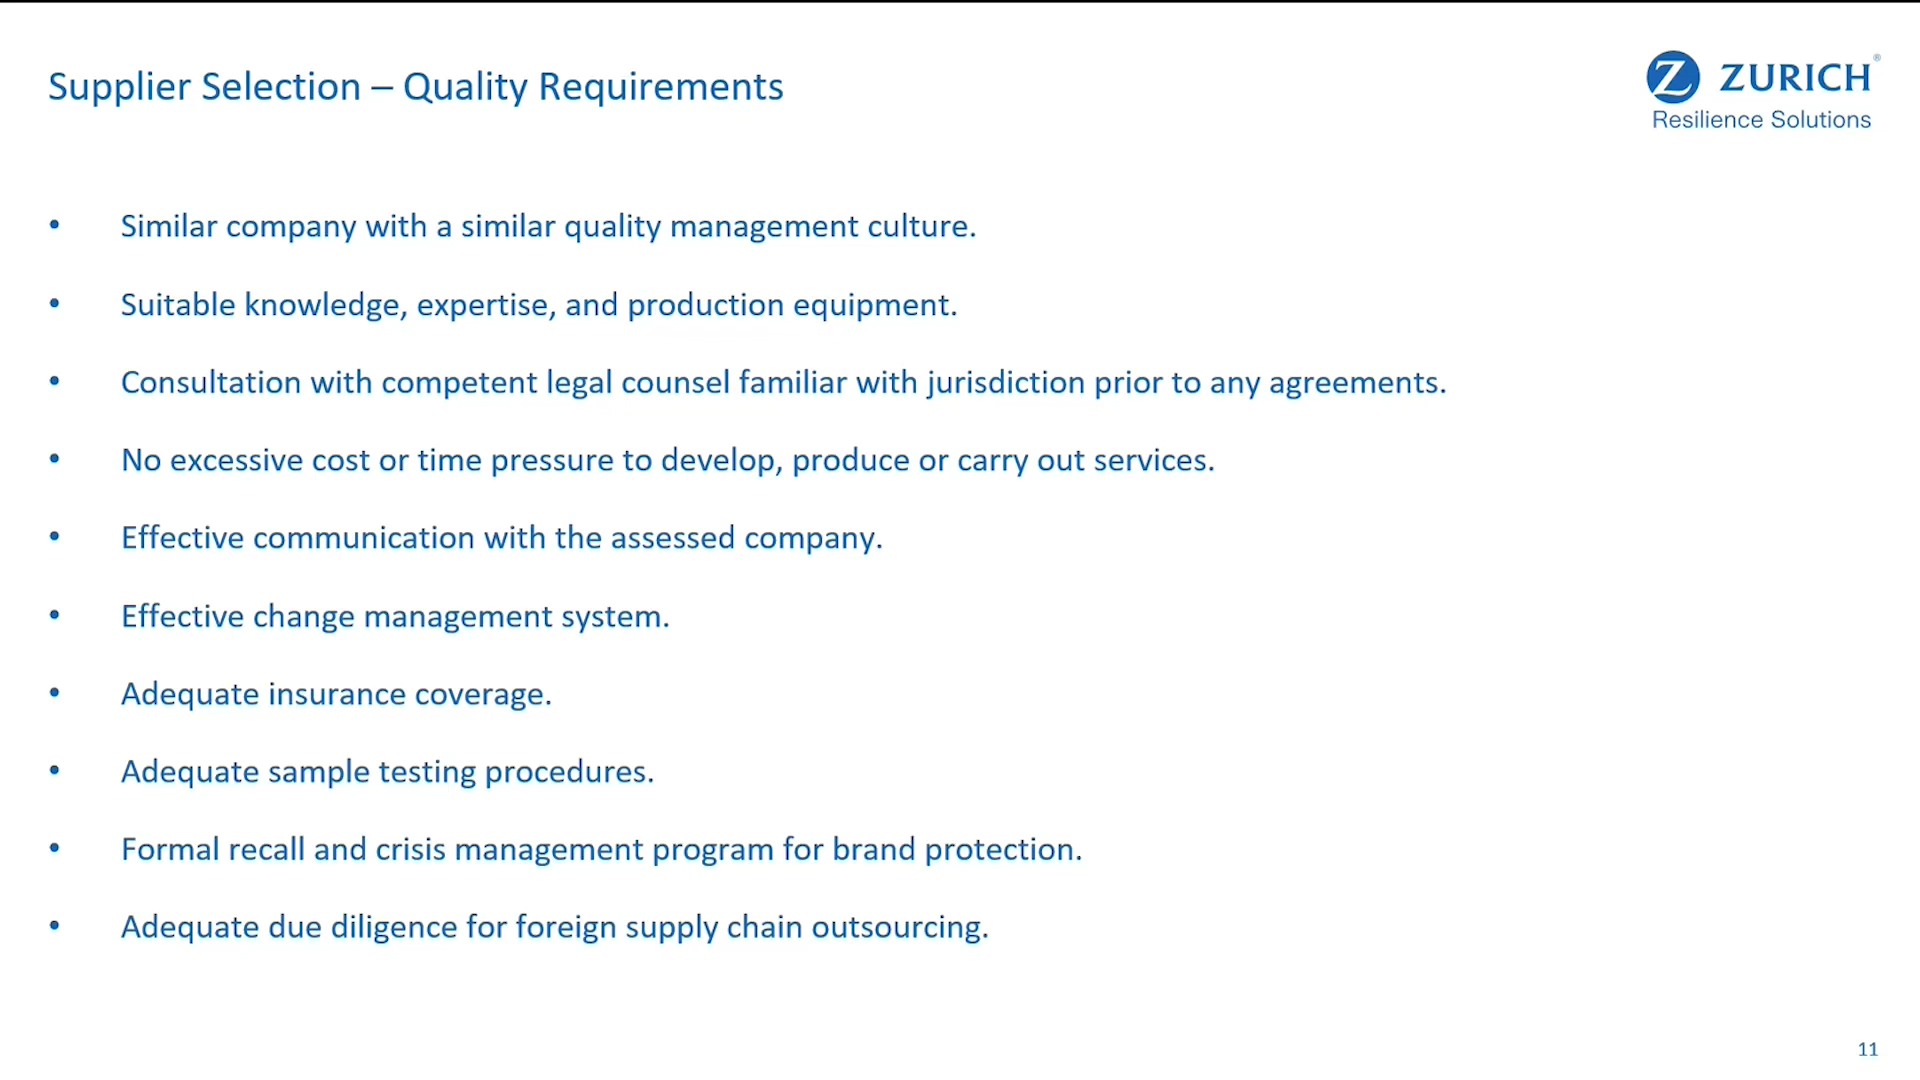 Supplier Selection – Quality Requirements
Z ZURICH®
Resilience Solutions
• Similar company with a similar quality management culture.
• Suitable knowledge, expertise, and production equipment.
• Consultation with competent legal counsel familiar with jurisdiction prior to any agreements.
• No excessive cost or time pressure to develop, produce or carry out services.
• Effective communication with the assessed company.
• Effective change management system.
• Adequate insurance coverage.
• Adequate sample testing procedures.
• Formal recall and crisis management program for brand protection.
• Adequate due diligence for foreign supply chain outsourcing.
11